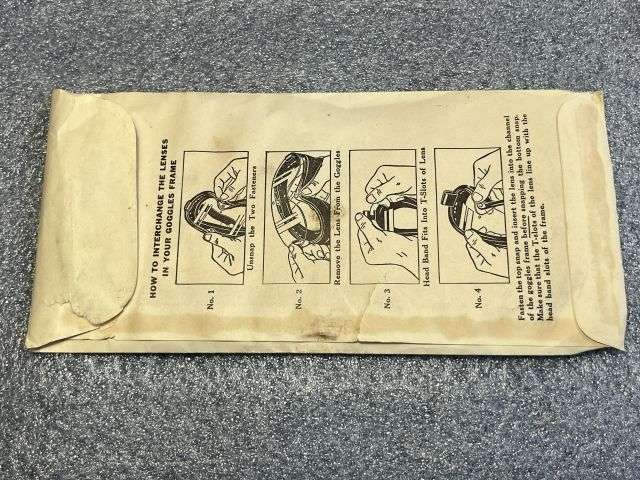 HOW TO INTERCHANGE THE LENSES
IN YOUR GOGGLES FRAME
No. 1
Unsnap the Two Fasteners
No. 2
Remove the Lens From the Goggles
No. 3
Head Band Fits Into T-Slots of Lens
No. 4
Fasten the top snap and insert the lens into the channel
of the goggles frame before snapping the bottom snap.
Make sure that the T-slots of the lens line up with the
head band slots of the frame.